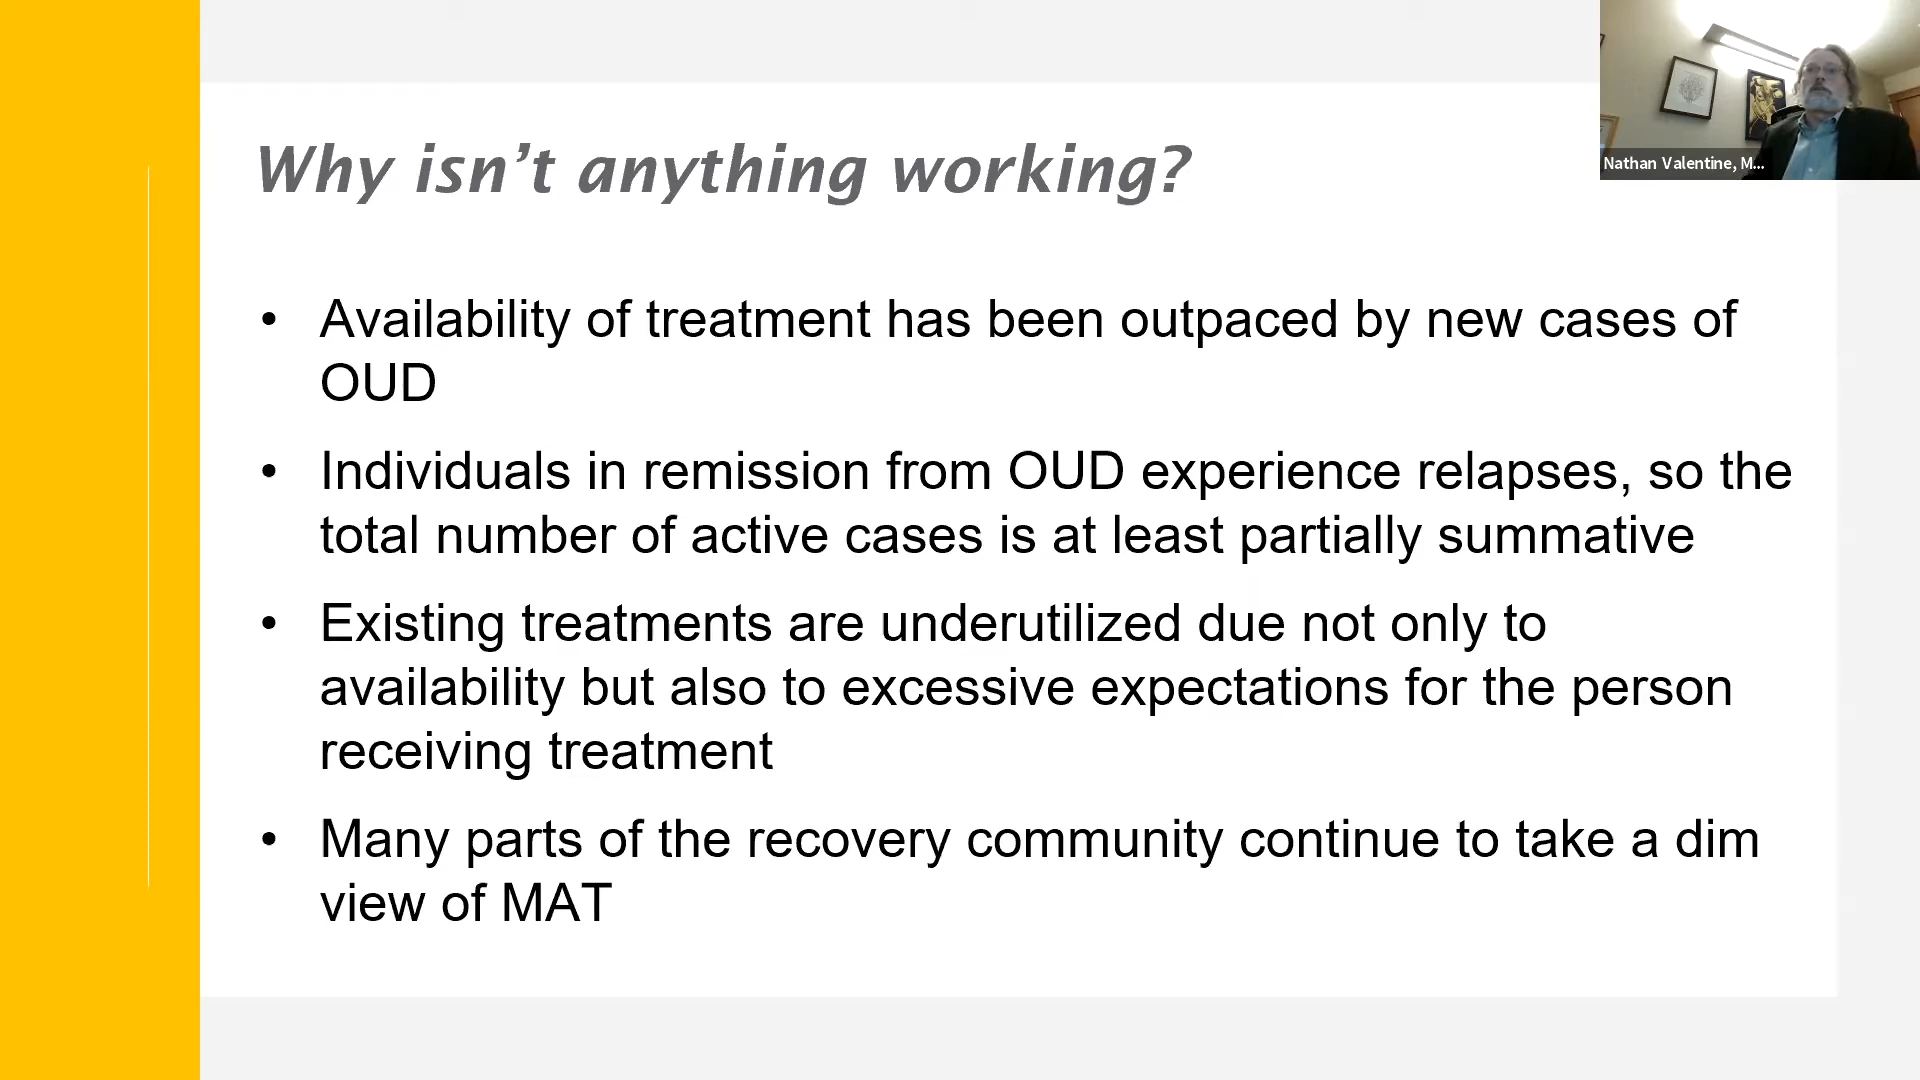 Why isn’t anything working?
Nathan Valentine, M...
• Availability of treatment has been outpaced by new cases of
OUD
• Individuals in remission from OUD experience relapses, so the
total number of active cases is at least partially summative
• Existing treatments are underutilized due not only to
availability but also to excessive expectations for the person
receiving treatment
• Many parts of the recovery community continue to take a dim
view of MAT